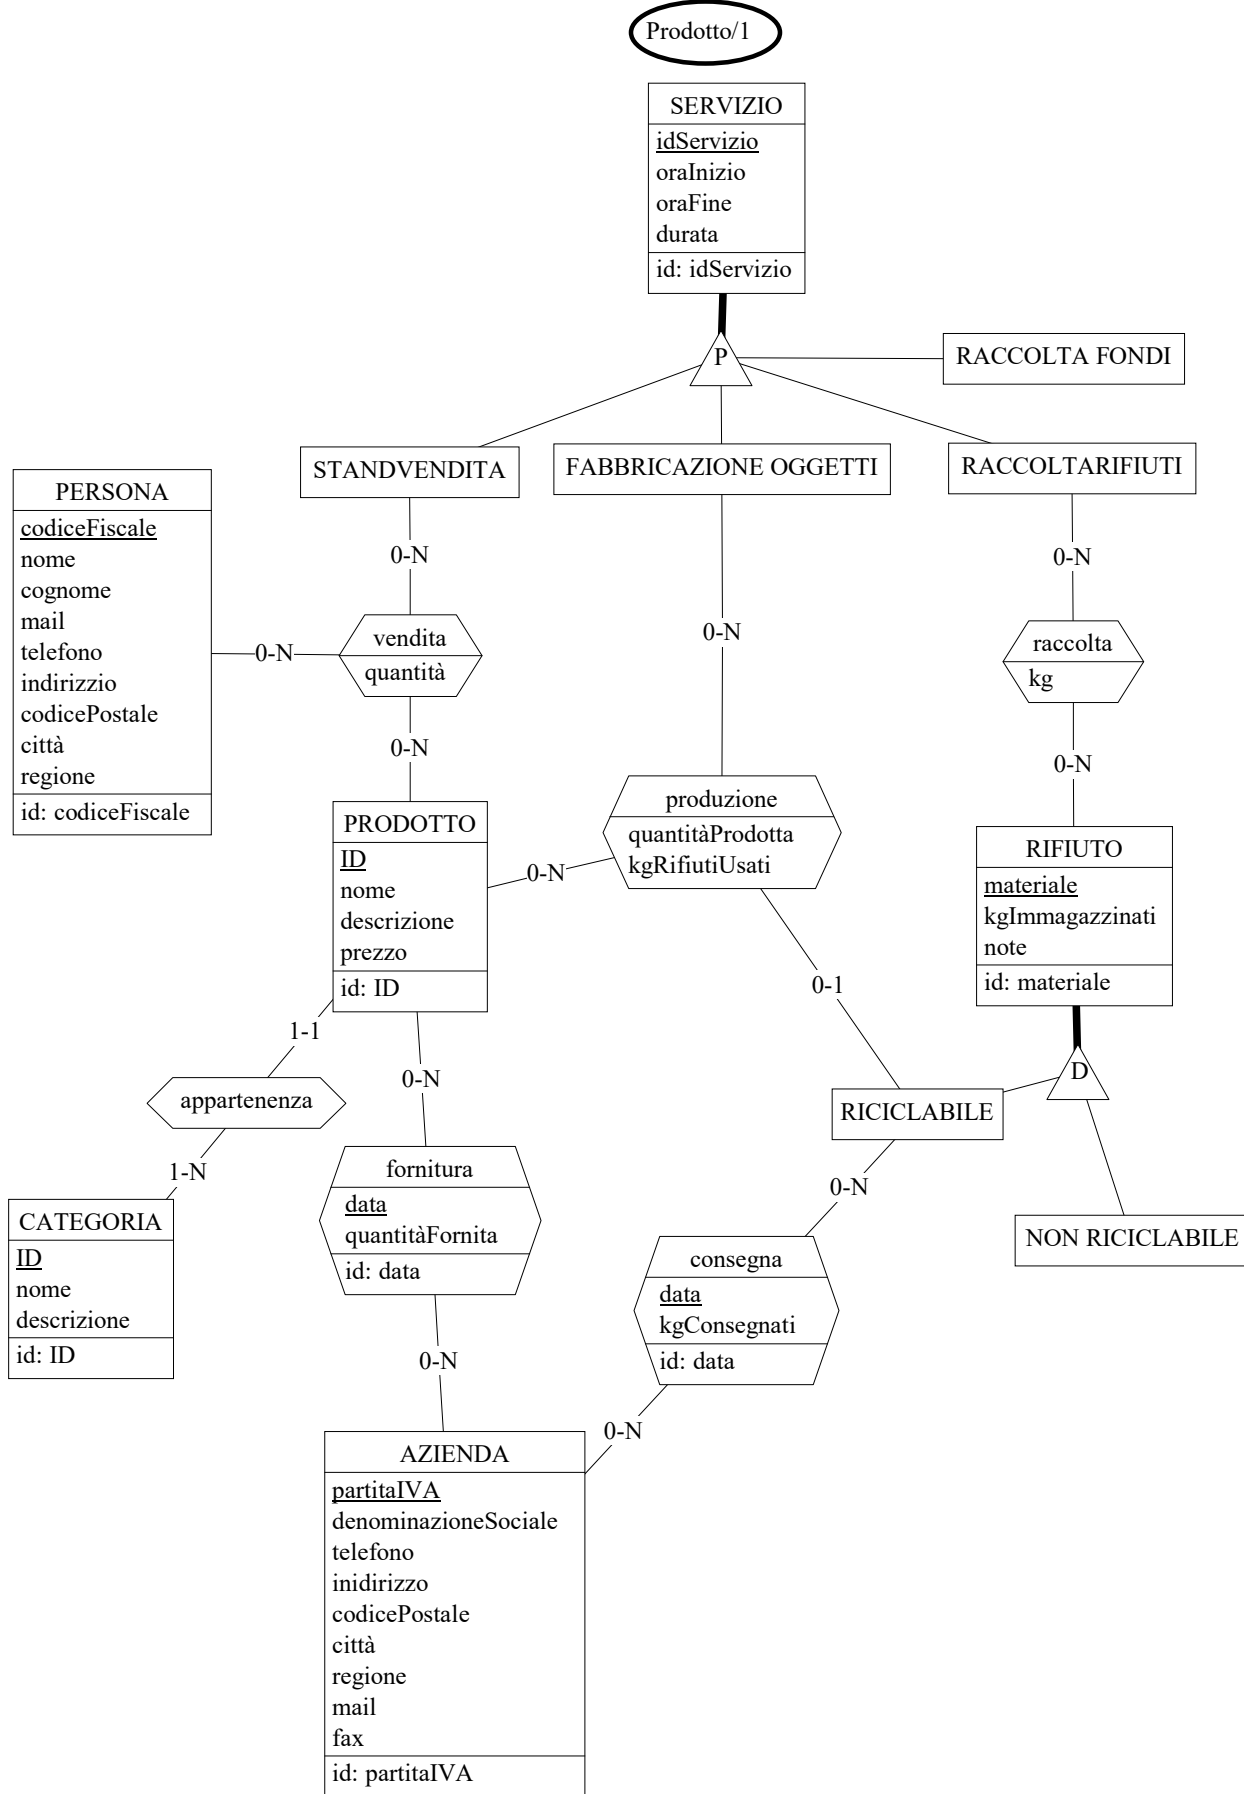 Prodotto/1
SERVIZIO
idServizio
oraInizio
oraFine
durata
id: idServizio
P
RACCOLTA FONDI
STANDVENDITA
FABBRICAZIONE OGGETTI
RACCOLTARIFIUTI
PERSONA
codiceFiscale
nome
cognome
mail
telefono
indirizzio
codicePostale
città
regione
id: codiceFiscale
0-N
0-N
vendita
quantità
0-N
0-N
0-N
raccolta
kg
0-N
PRODOTTO
ID
nome
descrizione
prezzo
id: ID
0-N
produzione
quantitàProdotta
kgRifiutiUsati
RIFIUTO
materiale
kgImmagazzinati
note
id: materiale
0-1
1-1
0-N
appartenenza
D
RICICLABILE
1-N
fornitura
data
quantitàFornita
id: data
0-N
CATEGORIA
ID
nome
descrizione
id: ID
NON RICICLABILE
consegna
data
kgConsegnati
id: data
0-N
0-N
AZIENDA
partitaIVA
denominazioneSociale
telefono
inidirizzo
codicePostale
città
regione
mail
fax
id: partitaIVA